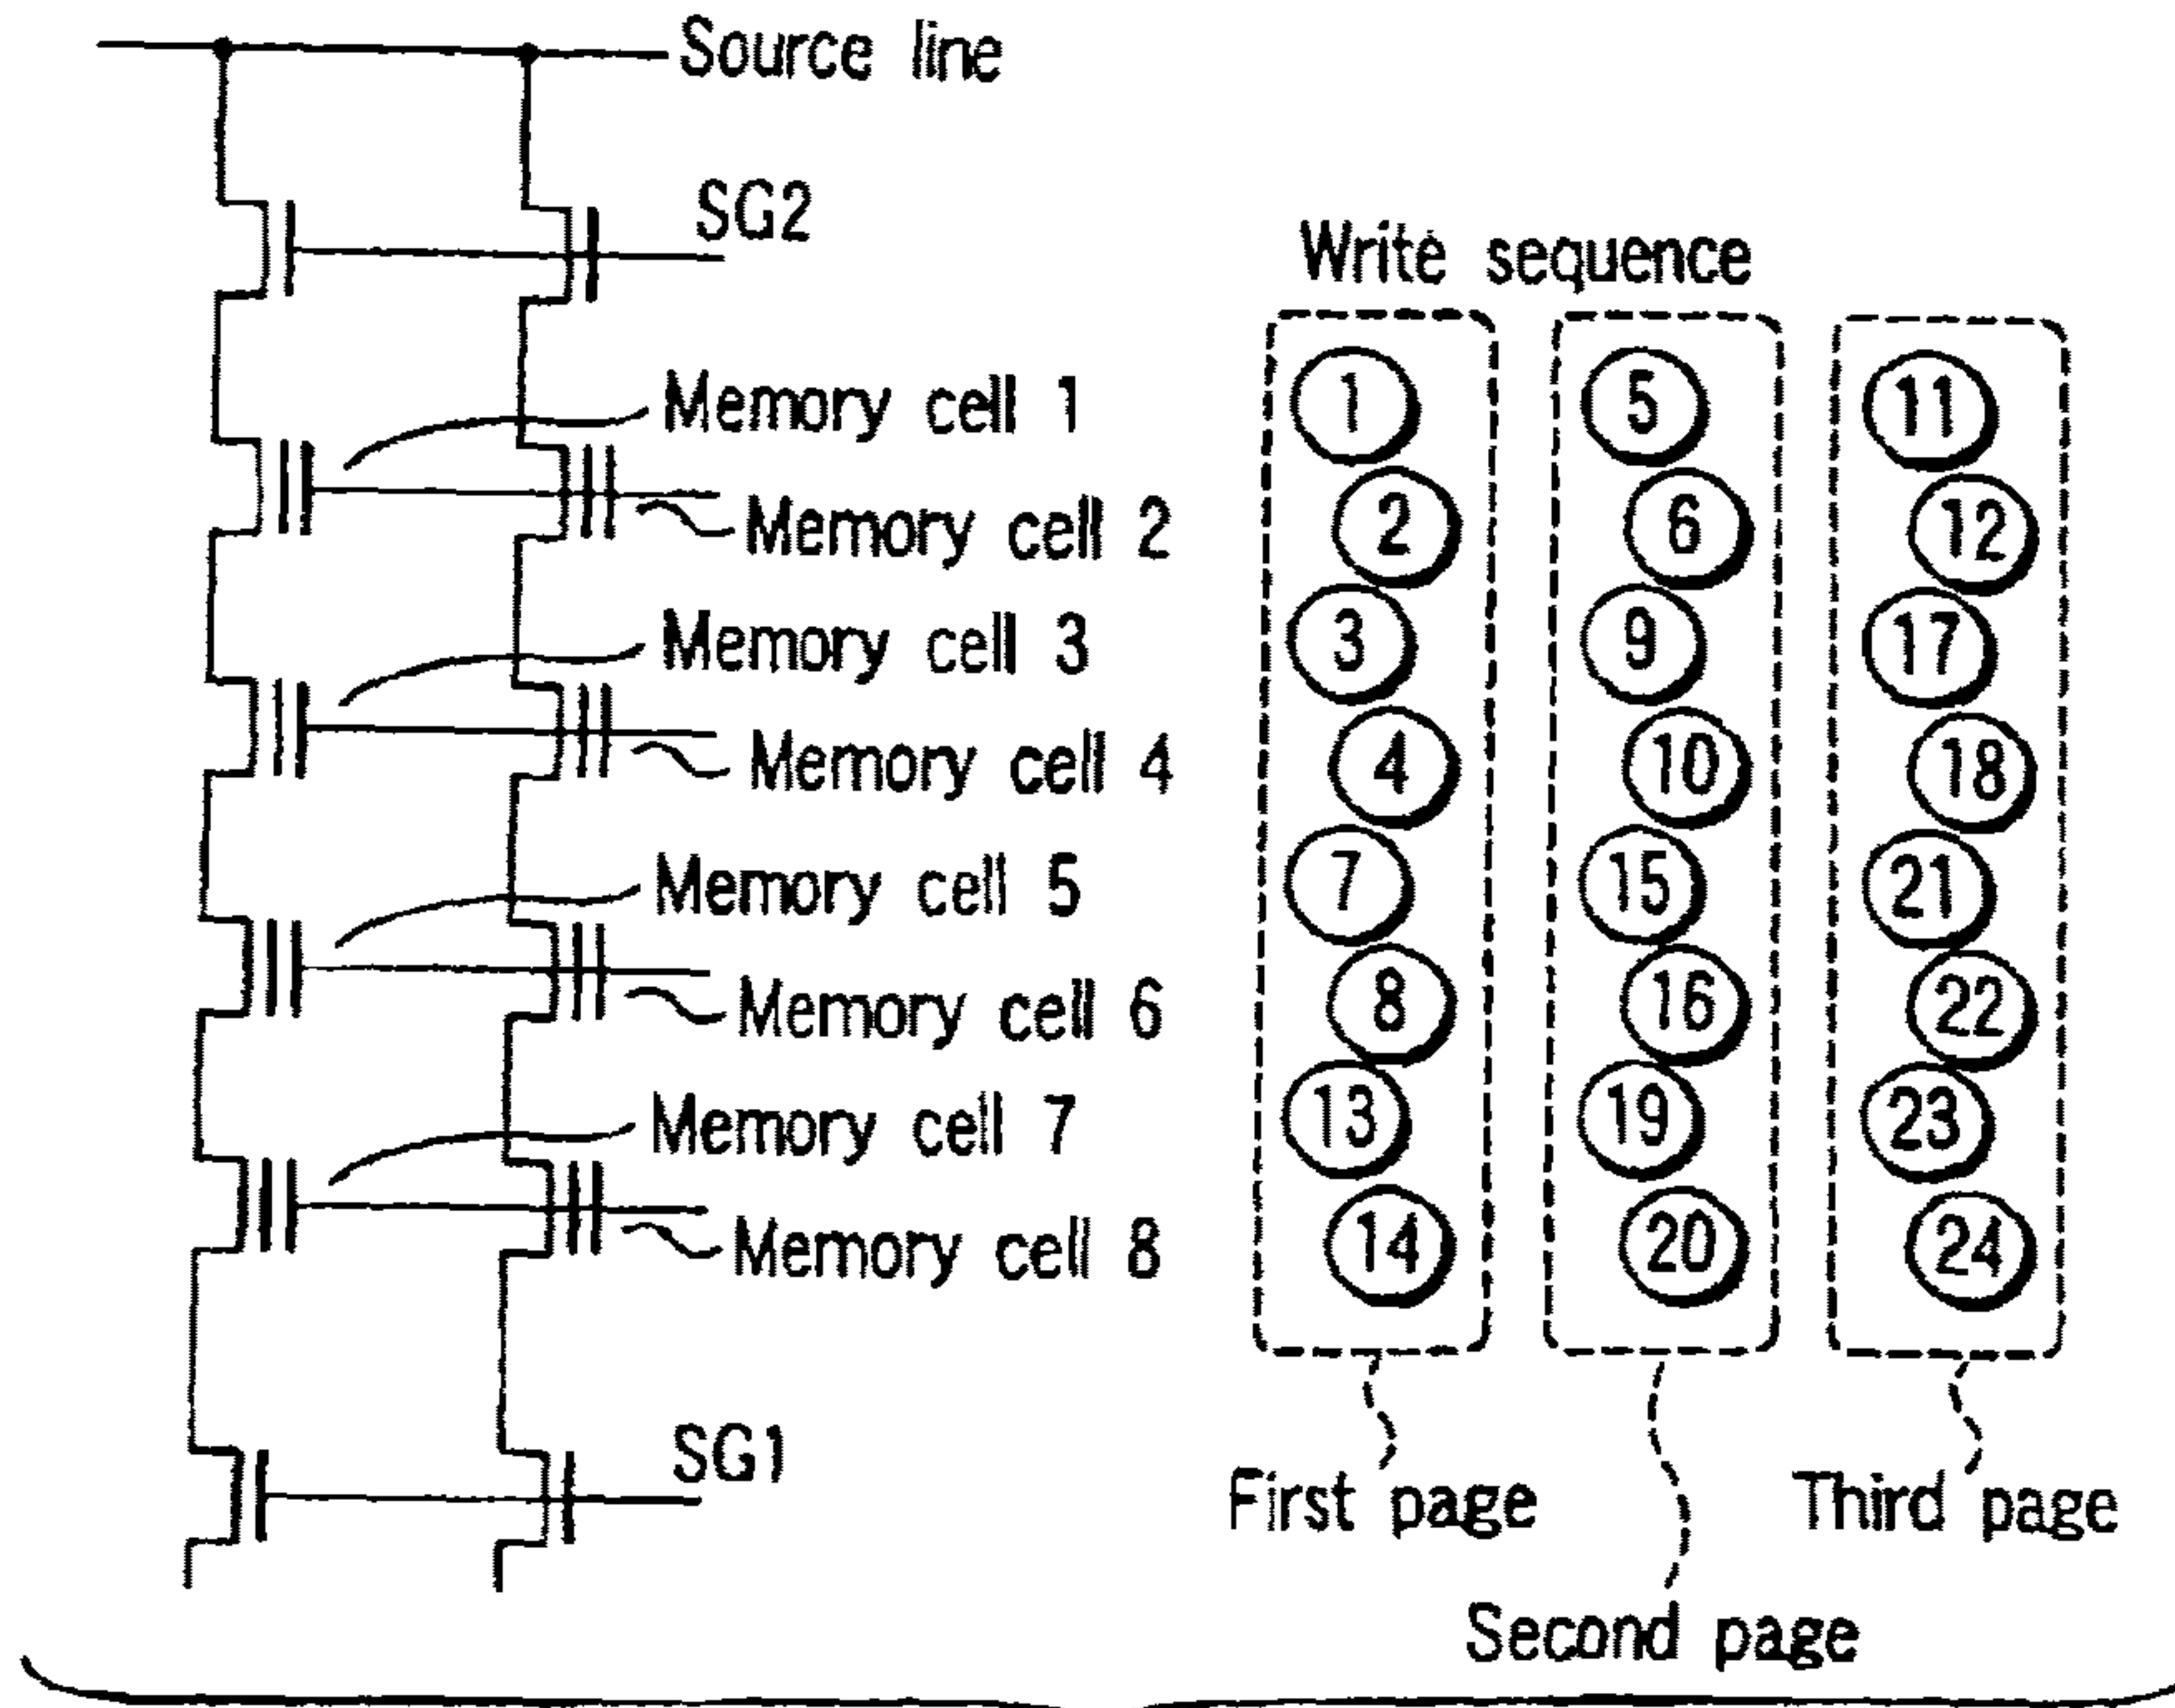 Source line
SG2
Write sequence
Memory cell 1
Memory cell 2
Memory cell 3
Memory cell 4
Memory cell 5
Memory cell 6
Memory cell 7
Memory cell 8
SG1
1 5 11
2 6 12
3 9 17
4 10 18
7 15 21
8 16 22
13 19 23
14 20 24
First page
Second page
Third page